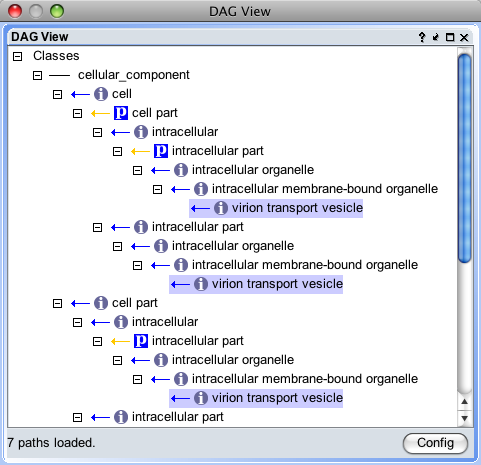 DAG View
DAG View
Classes
cellular_component
i cell
p cell part
i intracellular
p intracellular part
i intracellular organelle
i intracellular membrane-bound organelle
i virion transport vesicle
i intracellular part
i intracellular organelle
i intracellular membrane-bound organelle
i virion transport vesicle
i cell part
i intracellular
p intracellular part
i intracellular organelle
i intracellular membrane-bound organelle
i virion transport vesicle
i intracellular part
7 paths loaded. Config